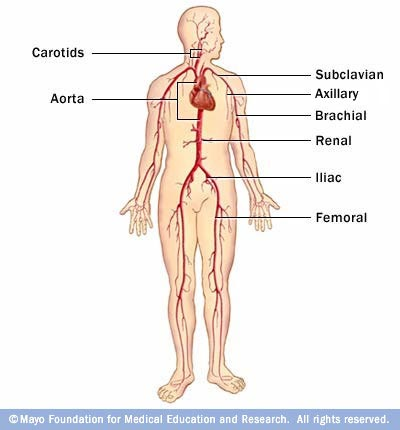 Carotids
Aorta
Subclavian
Axillary
Brachial
Renal
Iliac
Femoral
© Mayo Foundation for Medical Education and Research. All rights reserved.